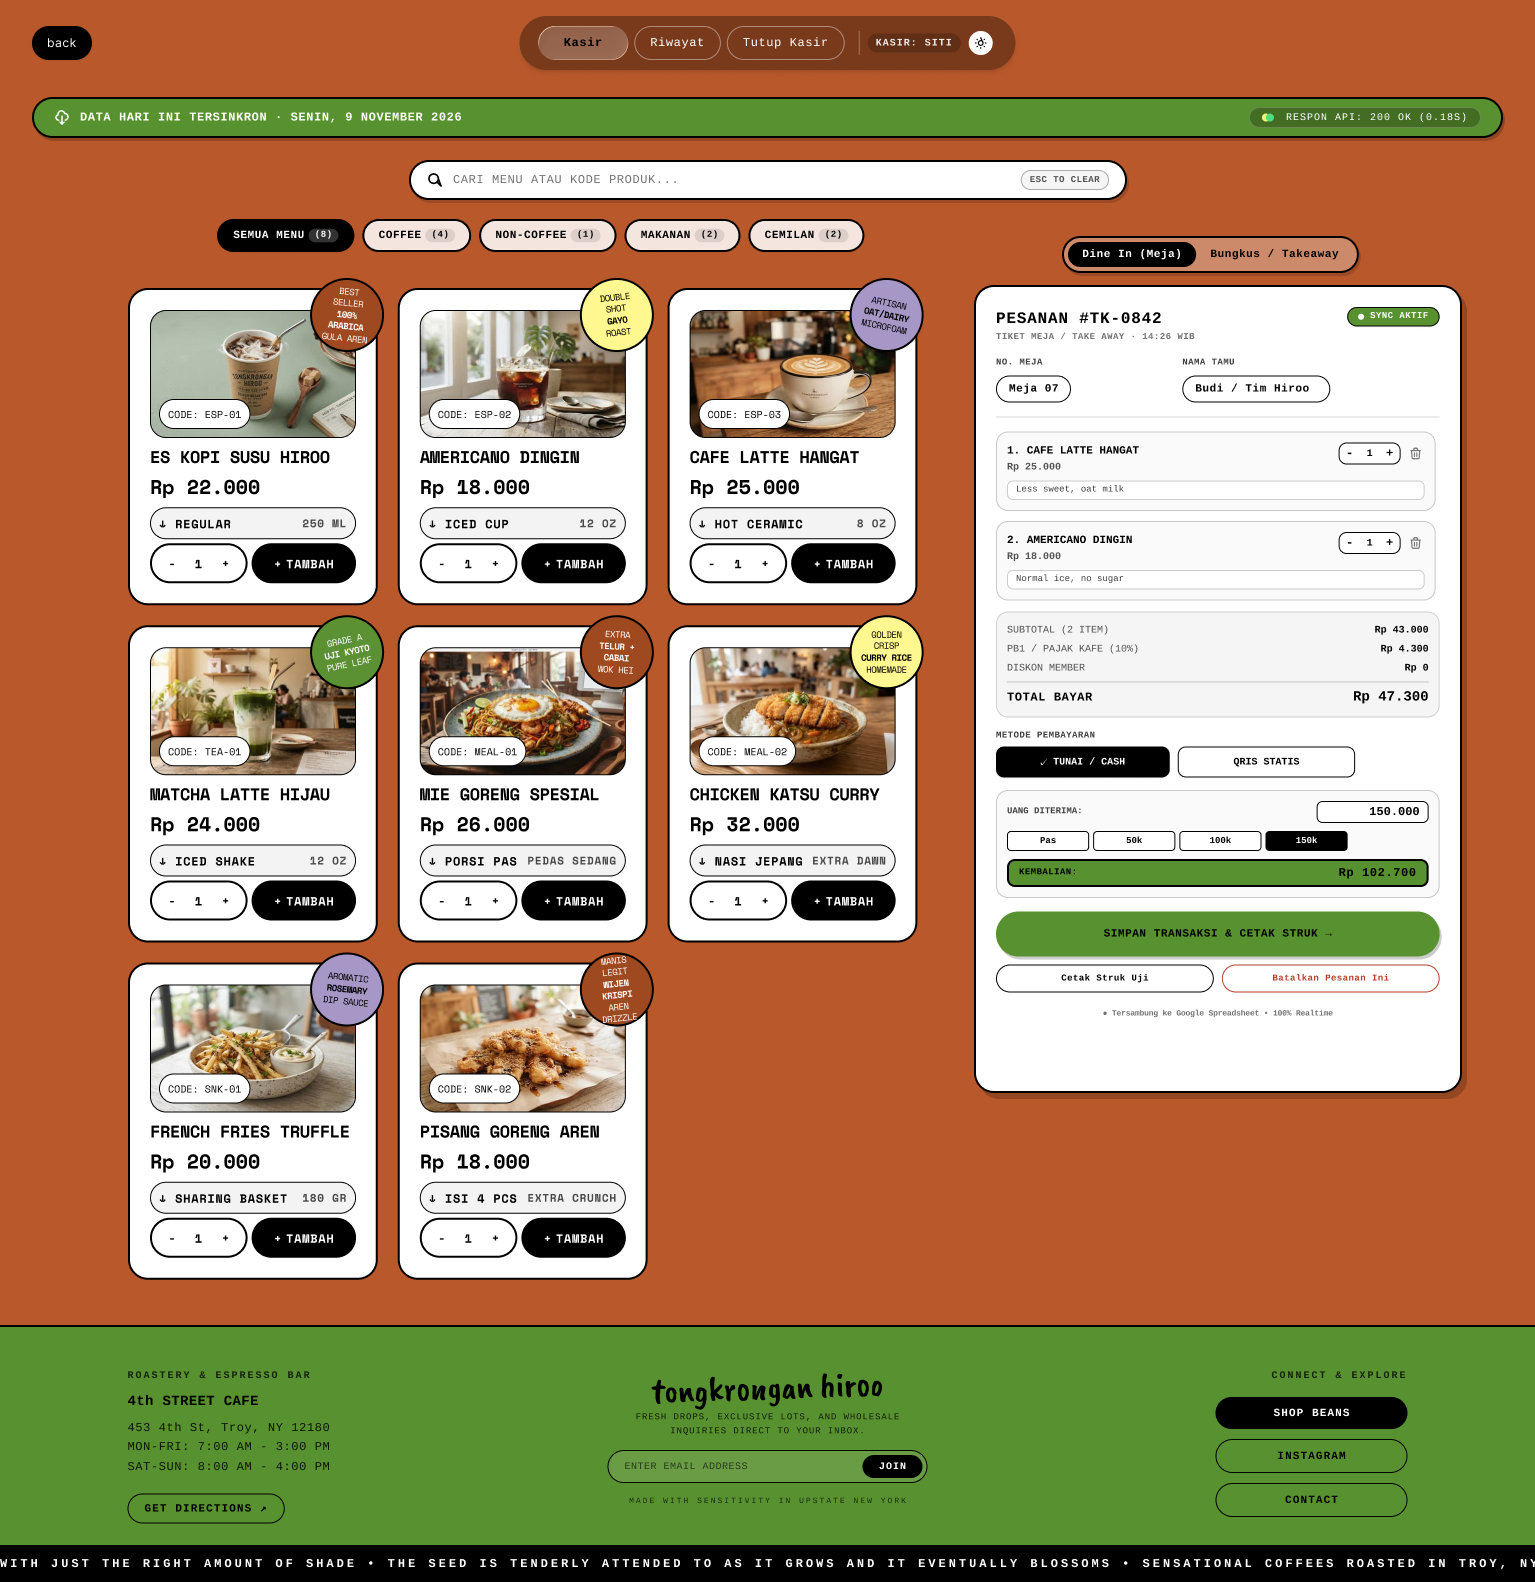 back
Kasir
Riwayat
Tutup Kasir
KASIR: SITI
DATA HARI INI TERSINKRON · SENIN, 9 NOVEMBER 2026
RESPON API: 200 OK (0.18S)
CARI MENU ATAU KODE PRODUK...
ESC TO CLEAR
SEMUA MENU (8)
COFFEE (4)
NON-COFFEE (1)
MAKANAN (2)
CEMILAN (2)
Dine In (Meja)
Bungkus / Takeaway
BEST
SELLER
100%
ARABICA
GULA AREN
TONGKRONGAN
HIROO
CODE: ESP-01
ES KOPI SUSU HIROO
Rp 22.000
↓ REGULAR 250 ML
- 1 +
+ TAMBAH
DOUBLE
SHOT
GAYO
ROAST
CODE: ESP-02
AMERICANO DINGIN
Rp 18.000
↓ ICED CUP 12 OZ
- 1 +
+ TAMBAH
ARTISAN
OAT/DAIRY
MICROFOAM
CODE: ESP-03
CAFE LATTE HANGAT
Rp 25.000
↓ HOT CERAMIC 8 OZ
- 1 +
+ TAMBAH
GRADE A
UJI KYOTO
PURE LEAF
CODE: TEA-01
MATCHA LATTE HIJAU
Rp 24.000
↓ ICED SHAKE 12 OZ
- 1 +
+ TAMBAH
EXTRA
TELUR +
CABAI
WOK HEI
CODE: MEAL-01
MIE GORENG SPESIAL
Rp 26.000
↓ PORSI PAS PEDAS SEDANG
- 1 +
+ TAMBAH
GOLDEN
CRISP
CURRY RICE
HOMEMADE
CODE: MEAL-02
CHICKEN KATSU CURRY
Rp 32.000
↓ NASI JEPANG EXTRA DAWN
- 1 +
+ TAMBAH
AROMATIC
ROSEMARY
DIP SAUCE
CODE: SNK-01
FRENCH FRIES TRUFFLE
Rp 20.000
↓ SHARING BASKET 180 GR
- 1 +
+ TAMBAH
MANIS
LEGIT
WIJEN
KRISPI
AREN
DRIZZLE
CODE: SNK-02
PISANG GORENG AREN
Rp 18.000
↓ ISI 4 PCS EXTRA CRUNCH
- 1 +
+ TAMBAH
PESANAN #TK-0842
● SYNC AKTIF
TIKET MEJA / TAKE AWAY · 14:26 WIB
NO. MEJA
NAMA TAMU
Meja 07
Budi / Tim Hiroo
1. CAFE LATTE HANGAT
- 1 +
Rp 25.000
Less sweet, oat milk
2. AMERICANO DINGIN
- 1 +
Rp 18.000
Normal ice, no sugar
SUBTOTAL (2 ITEM) Rp 43.000
PB1 / PAJAK KAFE (10%) Rp 4.300
DISKON MEMBER Rp 0
TOTAL BAYAR Rp 47.300
METODE PEMBAYARAN
✓ TUNAI / CASH
QRIS STATIS
UANG DITERIMA: 150.000
Pas
50k
100k
150k
KEMBALIAN: Rp 102.700
SIMPAN TRANSAKSI & CETAK STRUK →
Cetak Struk Uji
Batalkan Pesanan Ini
● Tersambung ke Google Spreadsheet • 100% Realtime
ROASTERY & ESPRESSO BAR
4th STREET CAFE
453 4th St, Troy, NY 12180
MON-FRI: 7:00 AM - 3:00 PM
SAT-SUN: 8:00 AM - 4:00 PM
GET DIRECTIONS ↗
tongkrongan hiroo
FRESH DROPS, EXCLUSIVE LOTS, AND WHOLESALE
INQUIRIES DIRECT TO YOUR INBOX.
ENTER EMAIL ADDRESS
JOIN
MADE WITH SENSITIVITY IN UPSTATE NEW YORK
CONNECT & EXPLORE
SHOP BEANS
INSTAGRAM
CONTACT
WITH JUST THE RIGHT AMOUNT OF SHADE • THE SEED IS TENDERLY ATTENDED TO AS IT GROWS AND IT EVENTUALLY BLOSSOMS • SENSATIONAL COFFEES ROASTED IN TROY, NY